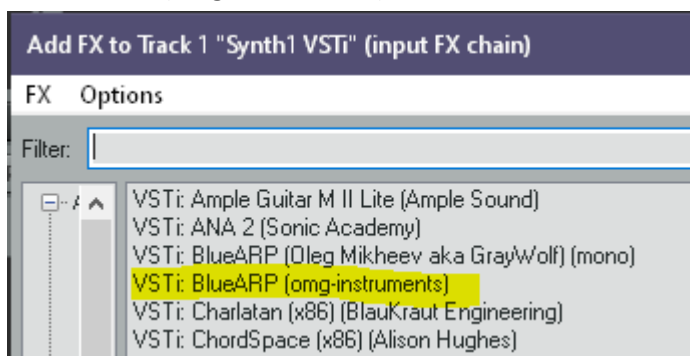 Add FX to Track 1 "Synth1 VSTi" (input FX chain)
FX Options
Filter:
VSTi: Ample Guitar M II Lite (Ample Sound)
VSTi: ANA 2 (Sonic Academy)
VSTi: BlueARP (Oleg Mikheev aka GrayWolf) (mono)
VSTi: BlueARP (omg-instruments)
VSTi: Charlatan (x86) (BlauKraut Engineering)
VSTi: ChordSpace (x86) (Alison Hughes)